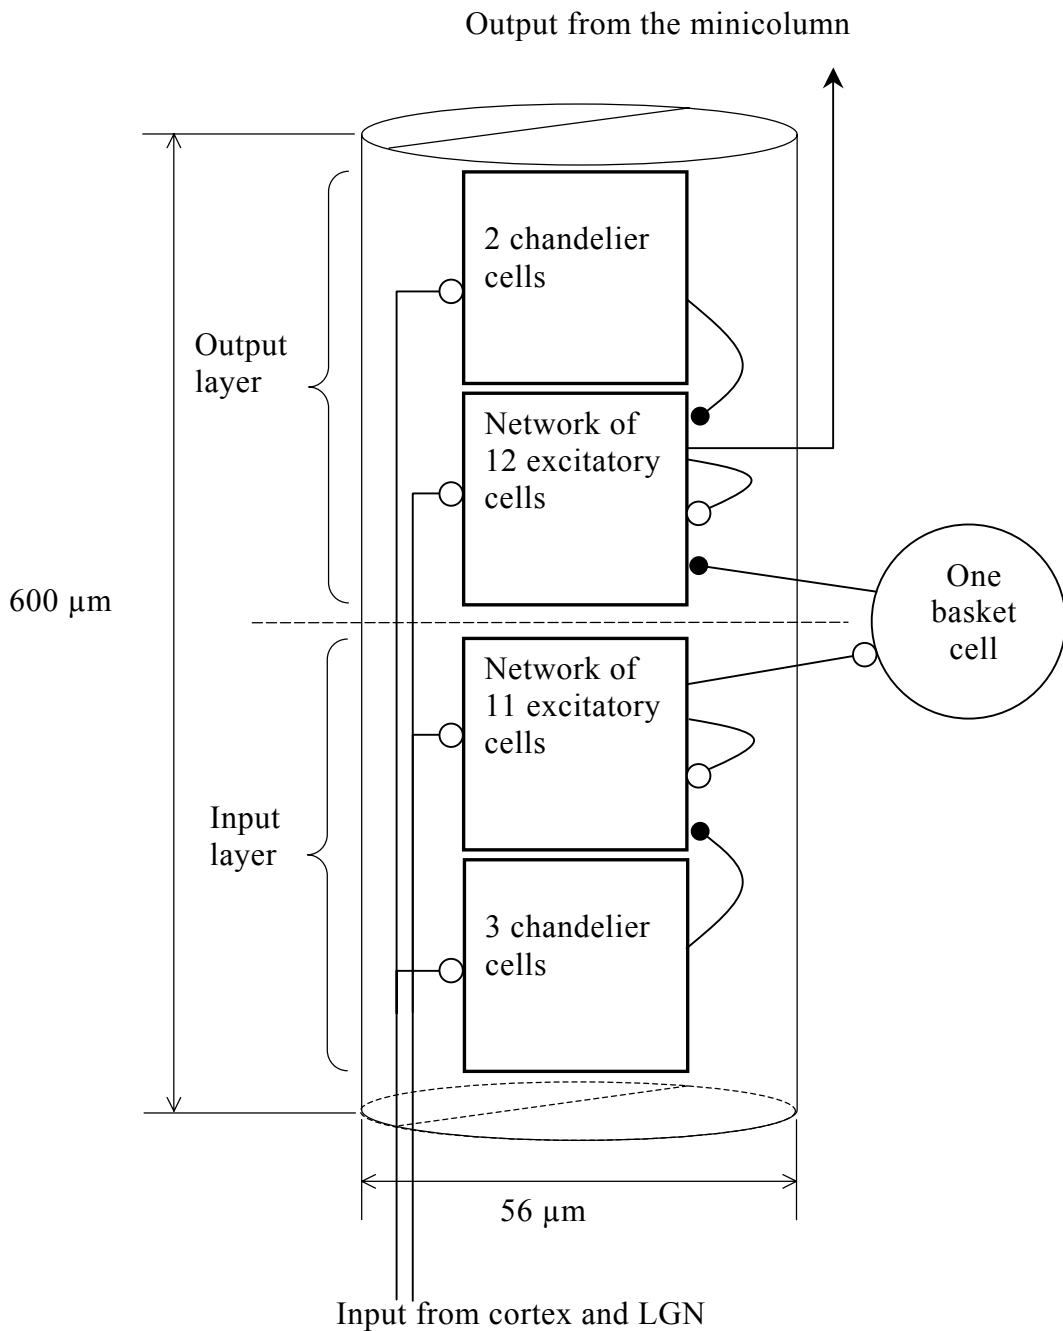 Output from the minicolumn
2 chandelier
cells
Output
layer
Network of
12 excitatory
cells
600 µm
One
basket
cell
Network of
11 excitatory
cells
Input
layer
3 chandelier
cells
56 µm
Input from cortex and LGN